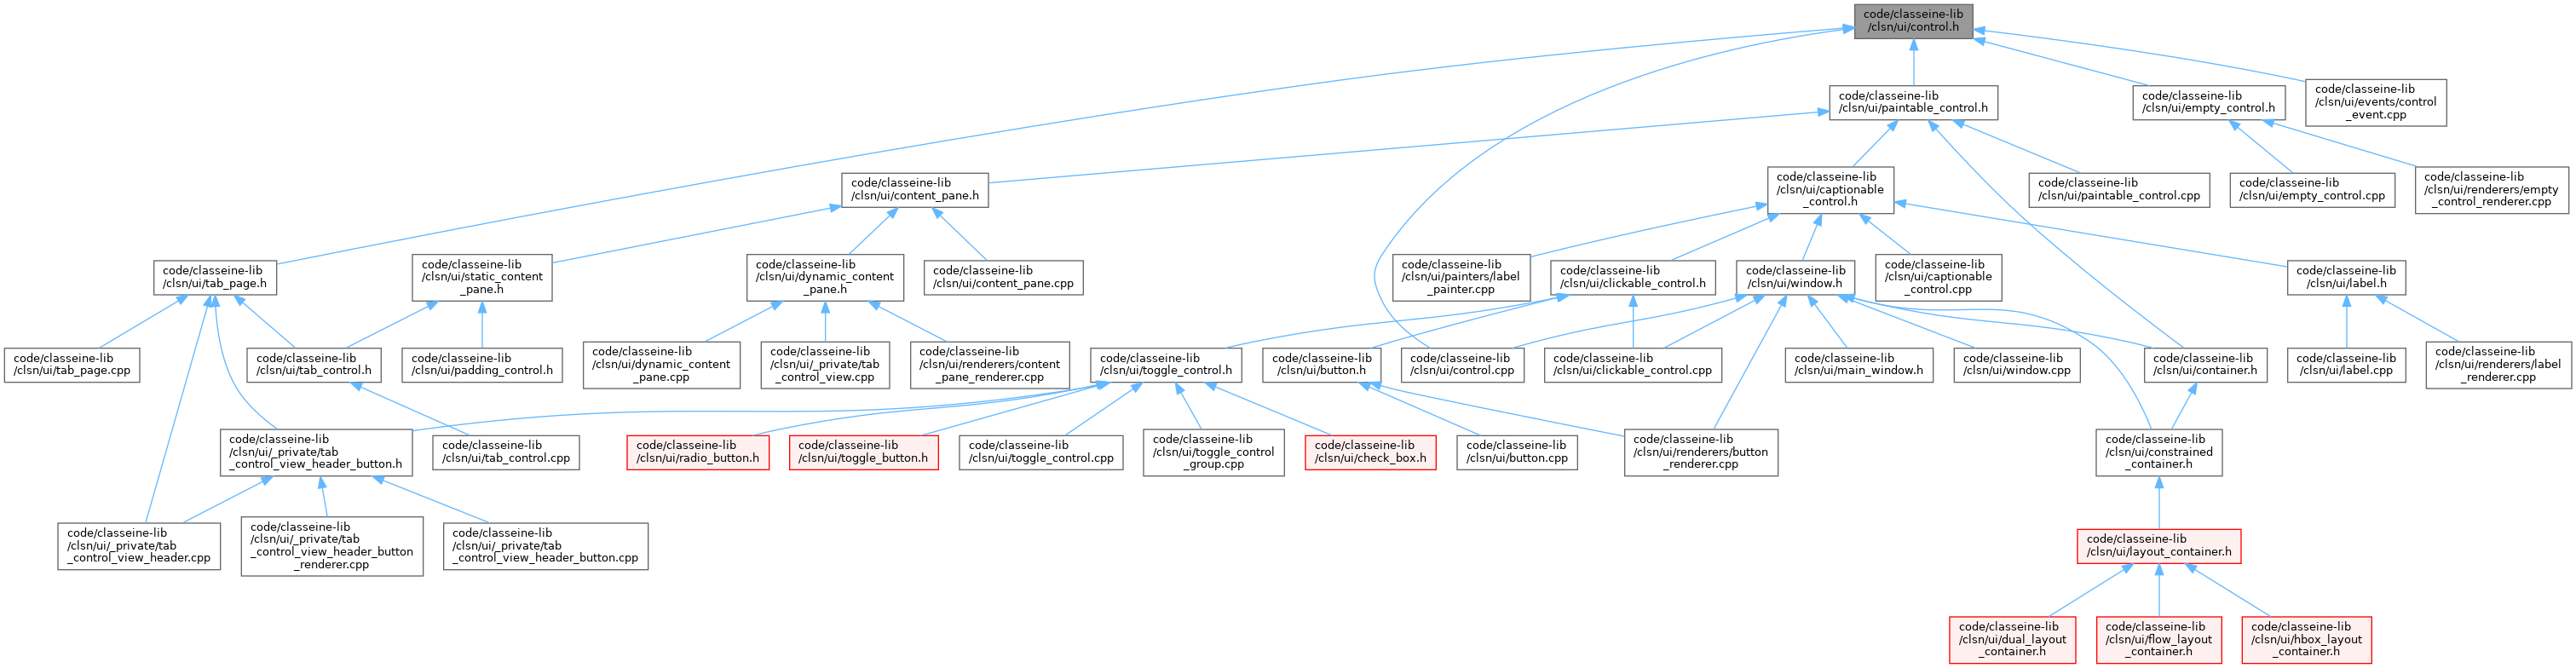 code/classeine-lib
/clsn/ui/control.h
code/classeine-lib
/clsn/ui/paintable_control.h
code/classeine-lib
/clsn/ui/empty_control.h
code/classeine-lib
/clsn/ui/events/control
_event.cpp
code/classeine-lib
/clsn/ui/content_pane.h
code/classeine-lib
/clsn/ui/captionable
_control.h
code/classeine-lib
/clsn/ui/paintable_control.cpp
code/classeine-lib
/clsn/ui/empty_control.cpp
code/classeine-lib
/clsn/ui/renderers/empty
_control_renderer.cpp
code/classeine-lib
/clsn/ui/tab_page.h
code/classeine-lib
/clsn/ui/static_content
_pane.h
code/classeine-lib
/clsn/ui/dynamic_content
_pane.h
code/classeine-lib
/clsn/ui/content_pane.cpp
code/classeine-lib
/clsn/ui/painters/label
_painter.cpp
code/classeine-lib
/clsn/ui/clickable_control.h
code/classeine-lib
/clsn/ui/window.h
code/classeine-lib
/clsn/ui/captionable
_control.cpp
code/classeine-lib
/clsn/ui/label.h
code/classeine-lib
/clsn/ui/tab_page.cpp
code/classeine-lib
/clsn/ui/tab_control.h
code/classeine-lib
/clsn/ui/padding_control.h
code/classeine-lib
/clsn/ui/dynamic_content
_pane.cpp
code/classeine-lib
/clsn/ui/_private/tab
_control_view.cpp
code/classeine-lib
/clsn/ui/renderers/content
_pane_renderer.cpp
code/classeine-lib
/clsn/ui/toggle_control.h
code/classeine-lib
/clsn/ui/button.h
code/classeine-lib
/clsn/ui/control.cpp
code/classeine-lib
/clsn/ui/clickable_control.cpp
code/classeine-lib
/clsn/ui/main_window.h
code/classeine-lib
/clsn/ui/window.cpp
code/classeine-lib
/clsn/ui/container.h
code/classeine-lib
/clsn/ui/label.cpp
code/classeine-lib
/clsn/ui/renderers/label
_renderer.cpp
code/classeine-lib
/clsn/ui/_private/tab
_control_view_header_button.h
code/classeine-lib
/clsn/ui/tab_control.cpp
code/classeine-lib
/clsn/ui/radio_button.h
code/classeine-lib
/clsn/ui/toggle_button.h
code/classeine-lib
/clsn/ui/toggle_control.cpp
code/classeine-lib
/clsn/ui/toggle_control
_group.cpp
code/classeine-lib
/clsn/ui/check_box.h
code/classeine-lib
/clsn/ui/button.cpp
code/classeine-lib
/clsn/ui/renderers/button
_renderer.cpp
code/classeine-lib
/clsn/ui/constrained
_container.h
code/classeine-lib
/clsn/ui/_private/tab
_control_view_header.cpp
code/classeine-lib
/clsn/ui/_private/tab
_control_view_header_button
_renderer.cpp
code/classeine-lib
/clsn/ui/_private/tab
_control_view_header_button.cpp
code/classeine-lib
/clsn/ui/layout_container.h
code/classeine-lib
/clsn/ui/dual_layout
_container.h
code/classeine-lib
/clsn/ui/flow_layout
_container.h
code/classeine-lib
/clsn/ui/hbox_layout
_container.h